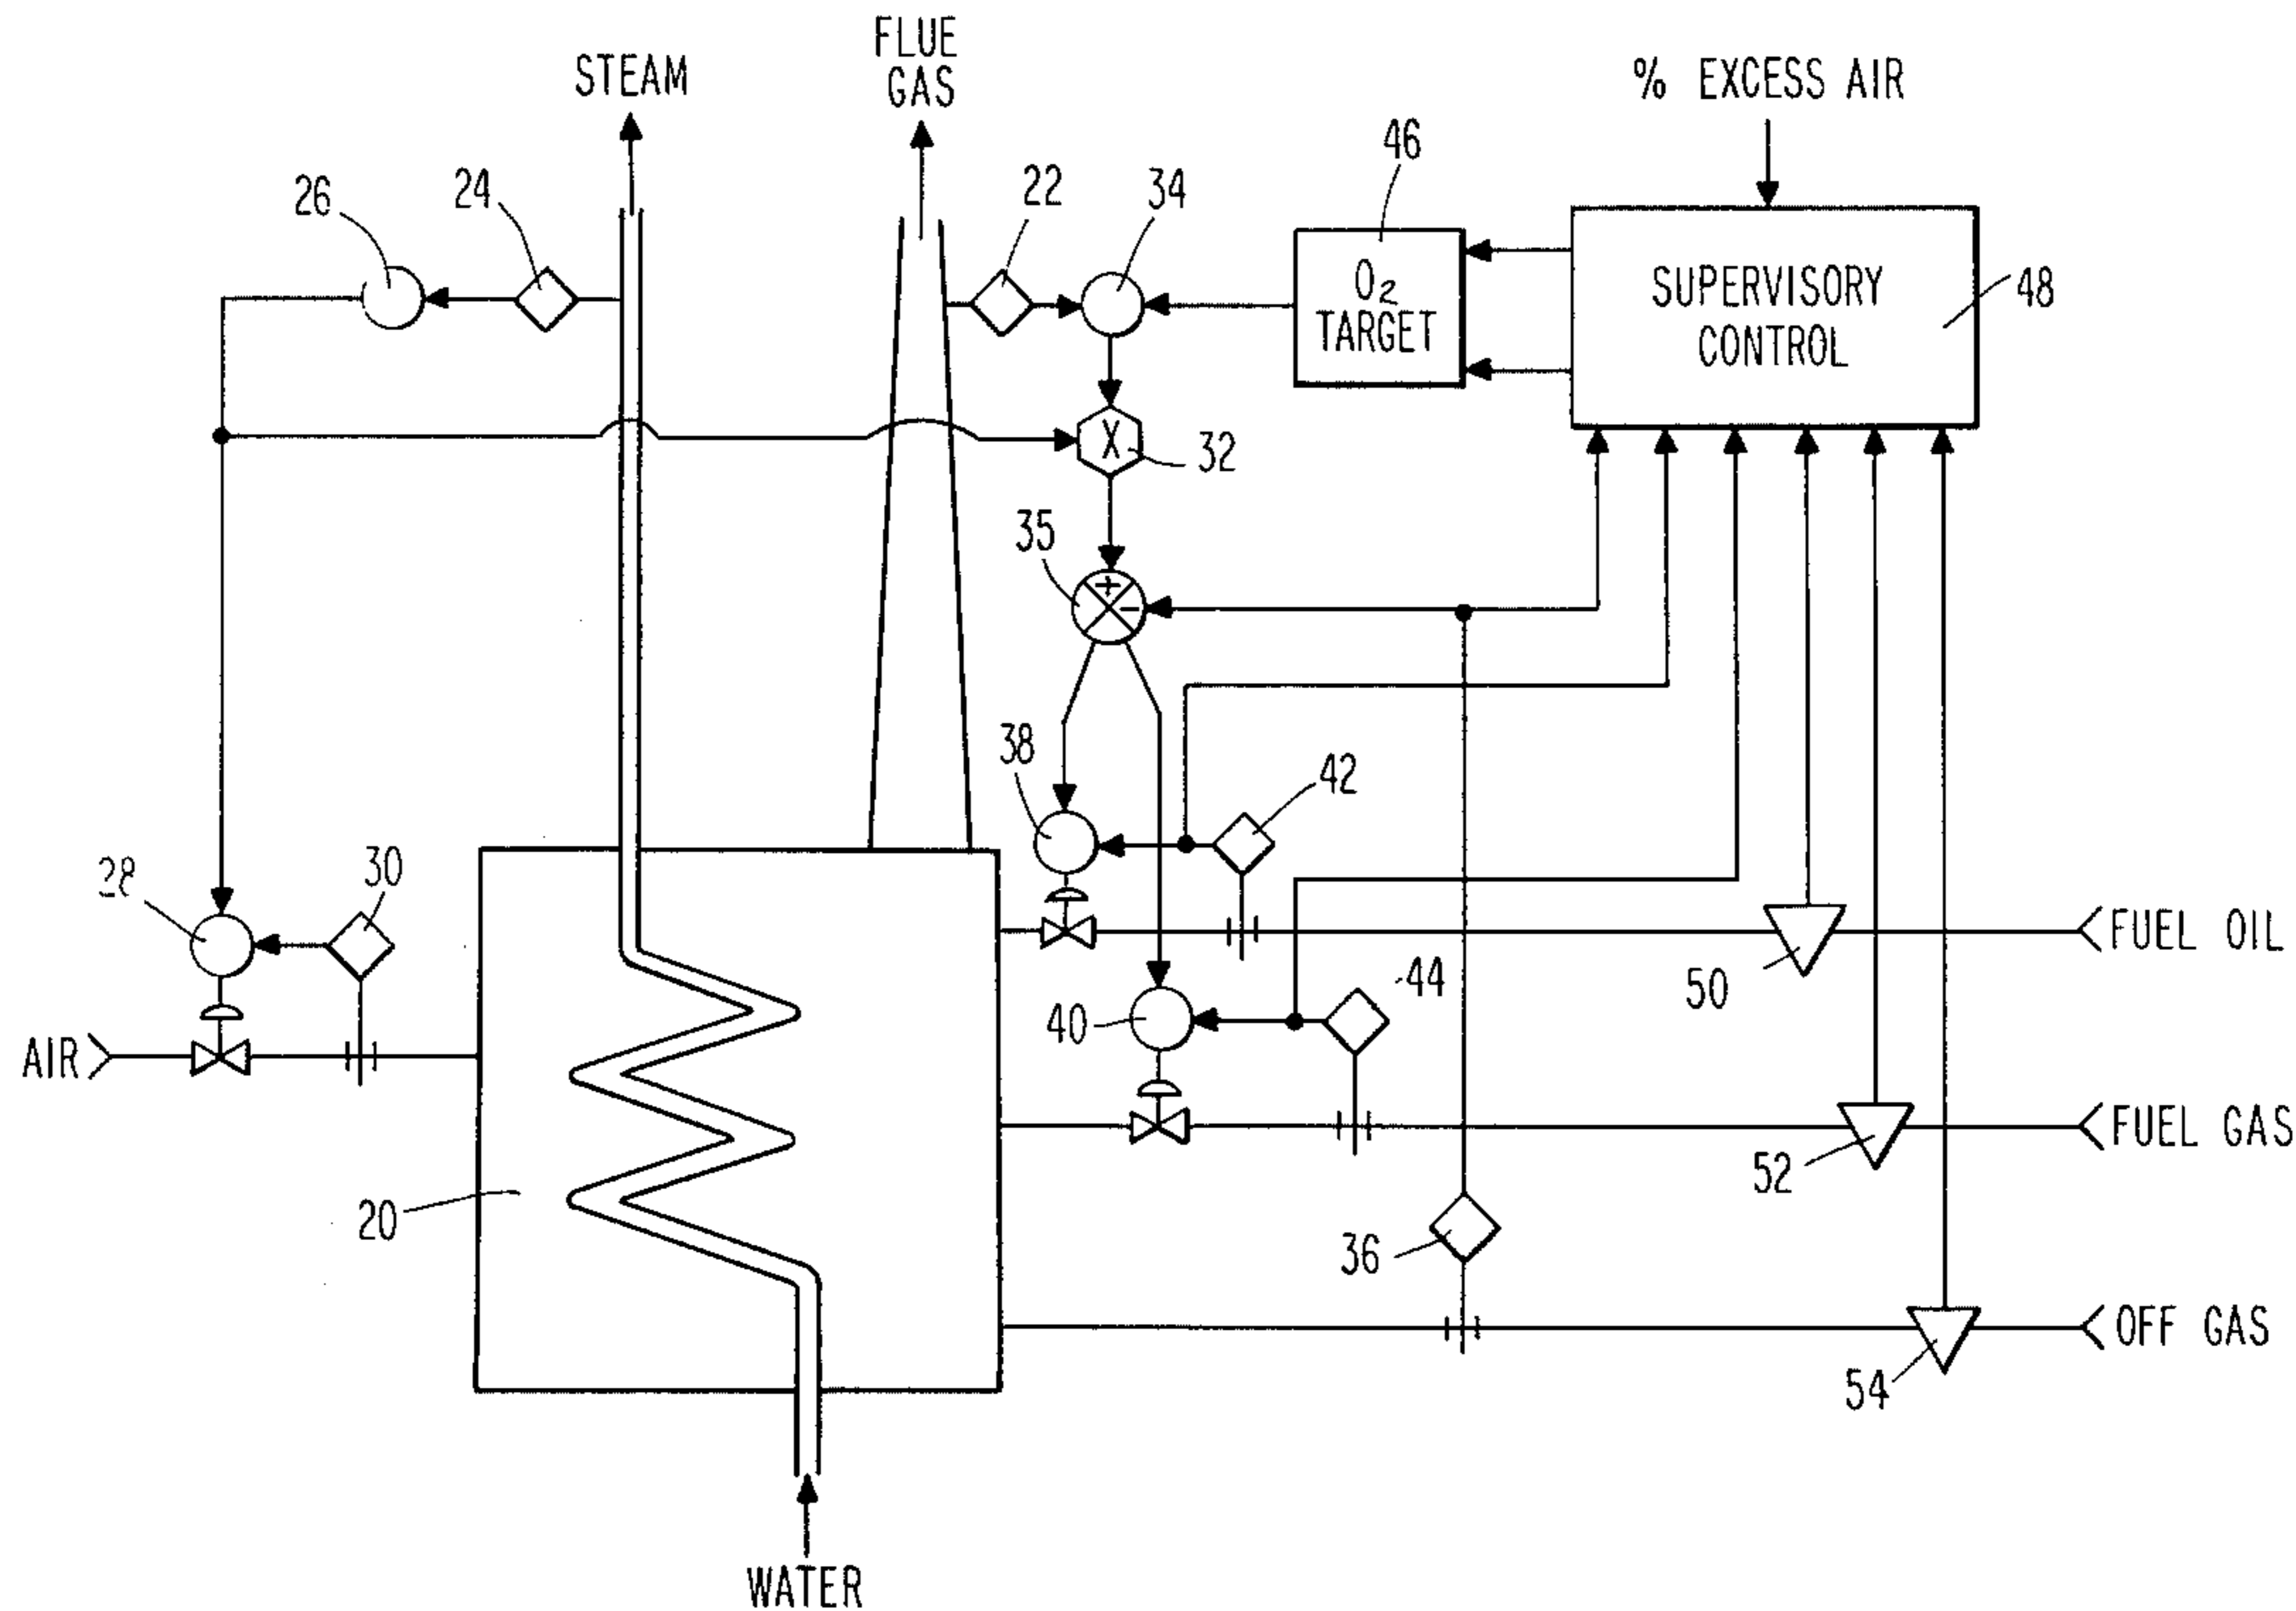 FLUE
GAS
STEAM
% EXCESS AIR
46
26
24
22
34
O2
TARGET
SUPERVISORY
CONTROL
48
X
32
35
+
-
38
42
28
30
FUEL OIL
50
44
40
AIR
FUEL GAS
52
20
36
OFF GAS
54
WATER